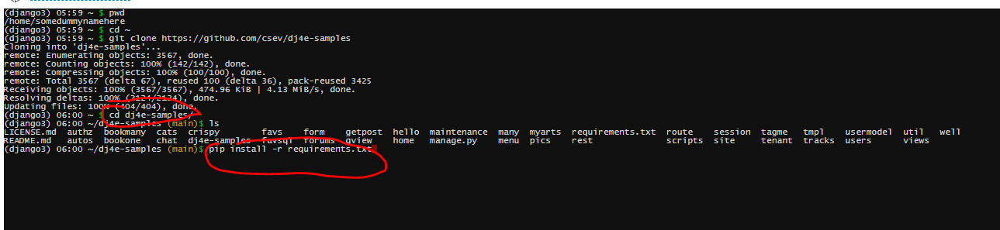 (django3) 05:59 ~ $ pwd
/home/somedummynamehere
(django3) 05:59 ~ $ cd ~
(django3) 05:59 ~ $ git clone https://github.com/csev/dj4e-samples
Cloning into 'dj4e-samples'...
remote: Enumerating objects: 3567, done.
remote: Counting objects: 100% (142/142), done.
remote: Compressing objects: 100% (100/100), done.
remote: Total 3567 (delta 67), reused 100 (delta 36), pack-reused 3425
Receiving objects: 100% (3567/3567), 474.96 KiB | 4.13 MiB/s, done.
Resolving deltas: 100% (2124/2124), done.
Updating files: 100% (404/404), done.
(django3) 06:00 ~ $ cd dj4e-samples/
(django3) 06:00 ~/dj4e-samples (main)$ ls
LICENSE.md authz bookmany cats crispy favs form getpost hello maintenance many myarts requirements.txt route session tagme tmpl usermodel util well
README.md autos bookone chat dj4e-samples favsql forums gview home manage.py menu pics rest scripts site tenant tracks users views
(django3) 06:00 ~/dj4e-samples (main)$ pip install -r requirements.txt